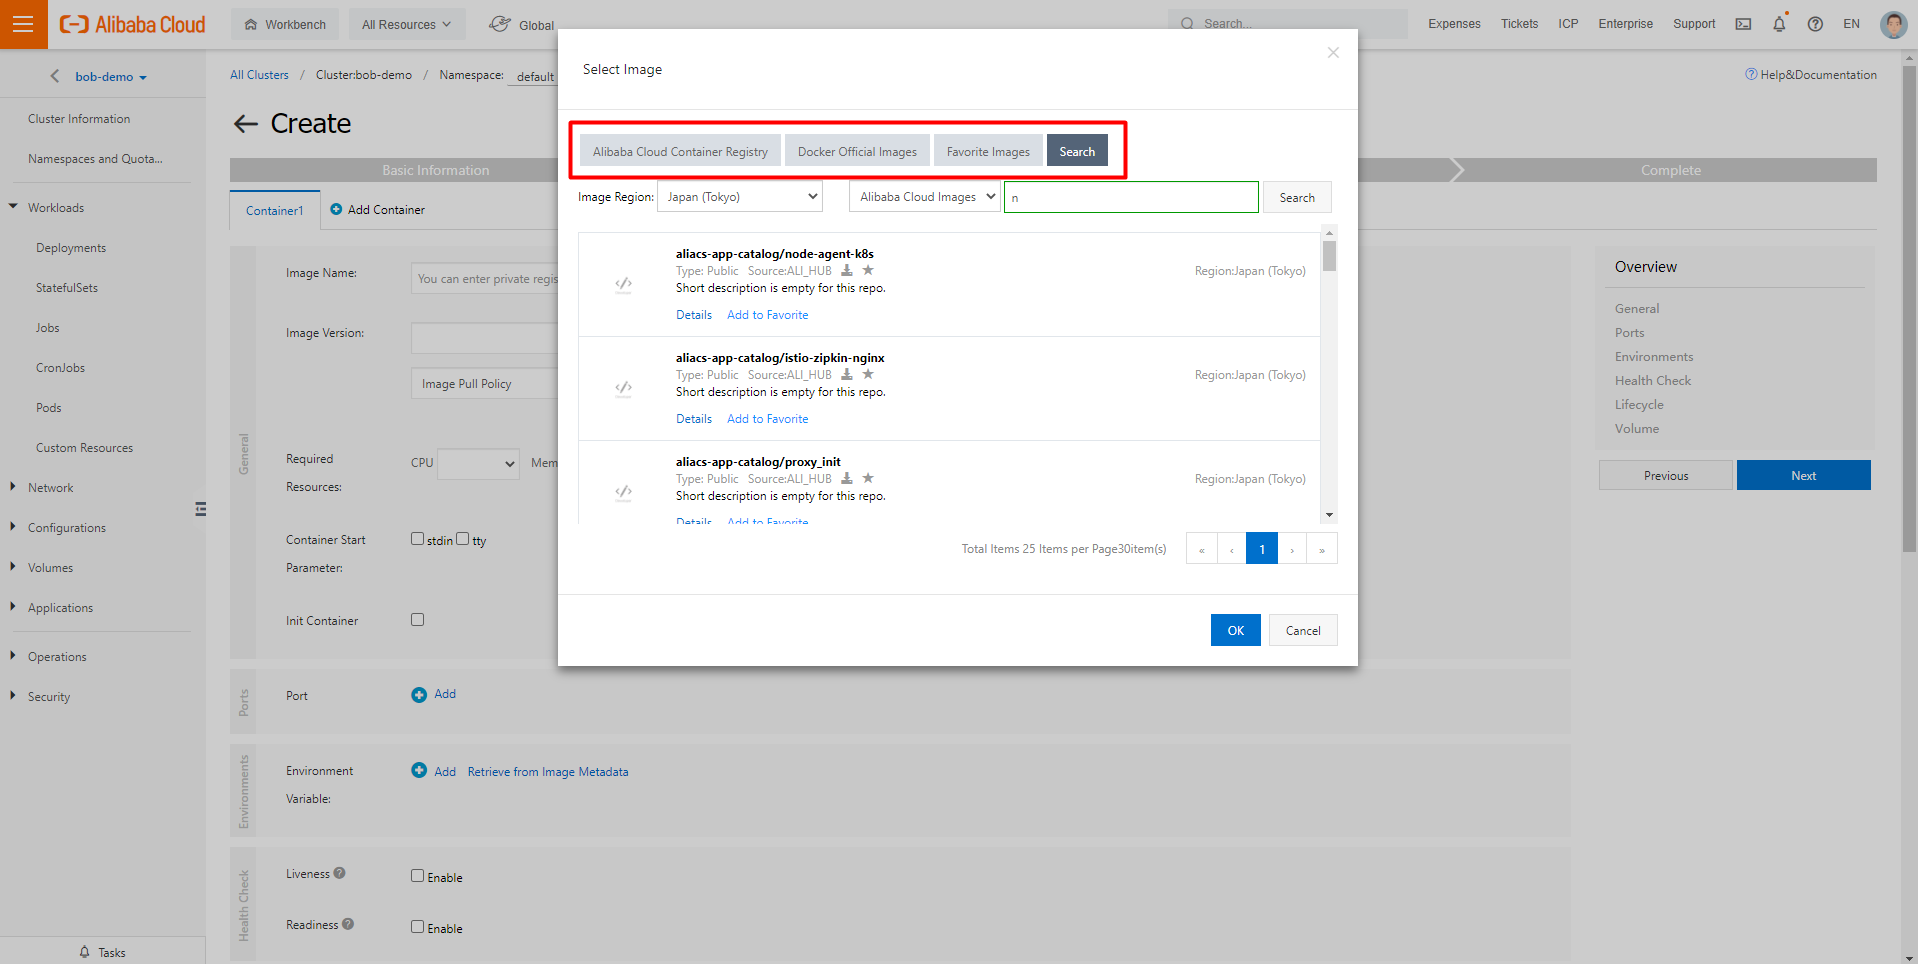 Alibaba Cloud
Workbench
All Resources
Global
Search...
Expenses
Tickets
ICP
Enterprise
Support
EN
bob-demo
All Clusters / Cluster:bob-demo / Namespace: default
Help&Documentation
Cluster Information
Namespaces and Quota...
Workloads
Deployments
StatefulSets
Jobs
CronJobs
Pods
Custom Resources
Network
Configurations
Volumes
Applications
Operations
Security
Tasks
Create
Basic Information
Complete
Container1
Add Container
General
Image Name:
You can enter private regis
Image Version:
Image Pull Policy
Required
Resources:
CPU
Mem
Container Start
Parameter:
stdin
tty
Init Container
Ports
Port
Add
Environments
Environment
Variable:
Add
Retrieve from Image Metadata
Health Check
Liveness
Enable
Readiness
Enable
Select Image
Alibaba Cloud Container Registry
Docker Official Images
Favorite Images
Search
Image Region:
Japan (Tokyo)
Alibaba Cloud Images
n
Search
aliacs-app-catalog/node-agent-k8s
Type: Public Source:ALI_HUB
Region:Japan (Tokyo)
Short description is empty for this repo.
Details Add to Favorite
aliacs-app-catalog/istio-zipkin-nginx
Type: Public Source:ALI_HUB
Region:Japan (Tokyo)
Short description is empty for this repo.
Details Add to Favorite
aliacs-app-catalog/proxy_init
Type: Public Source:ALI_HUB
Region:Japan (Tokyo)
Short description is empty for this repo.
Details Add to Favorite
Total Items 25 Items per Page30item(s)
« ‹ 1 › »
OK
Cancel
Overview
General
Ports
Environments
Health Check
Lifecycle
Volume
Previous
Next